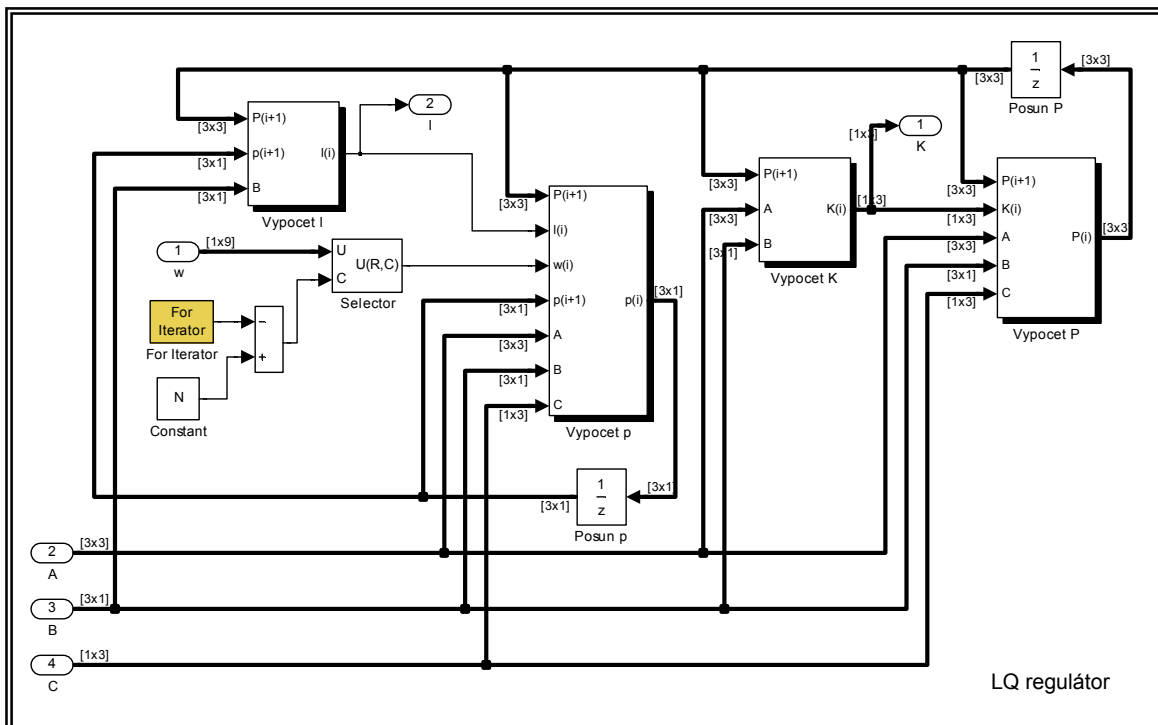 [3x3]
1
z
[3x3]
Posun P
2
I
[1x3]
1
K
[3x3]
P(i+1)
[3x1]
p(i+1)
I(i)
[3x1]
B
Vypocet I
[3x3]
P(i+1)
I(i)
w(i)
[3x1]
p(i+1)
p(i)
[3x1]
[3x3]
A
[3x1]
B
[1x3]
C
Vypocet p
[3x3]
P(i+1)
[3x3]
A
K(i)
[1x3]
[3x1]
B
Vypocet K
[3x3]
P(i+1)
[1x3]
K(i)
[3x3]
A
P(i)
[3x3]
[3x1]
B
[1x3]
C
Vypocet P
1
w
[1x9]
U
U(R,C)
C
Selector
For
Iterator
For Iterator
−
+
N
Constant
[3x1]
1
z
[3x1]
Posun p
2
[3x3]
A
3
[3x1]
B
4
[1x3]
C
LQ regulátor